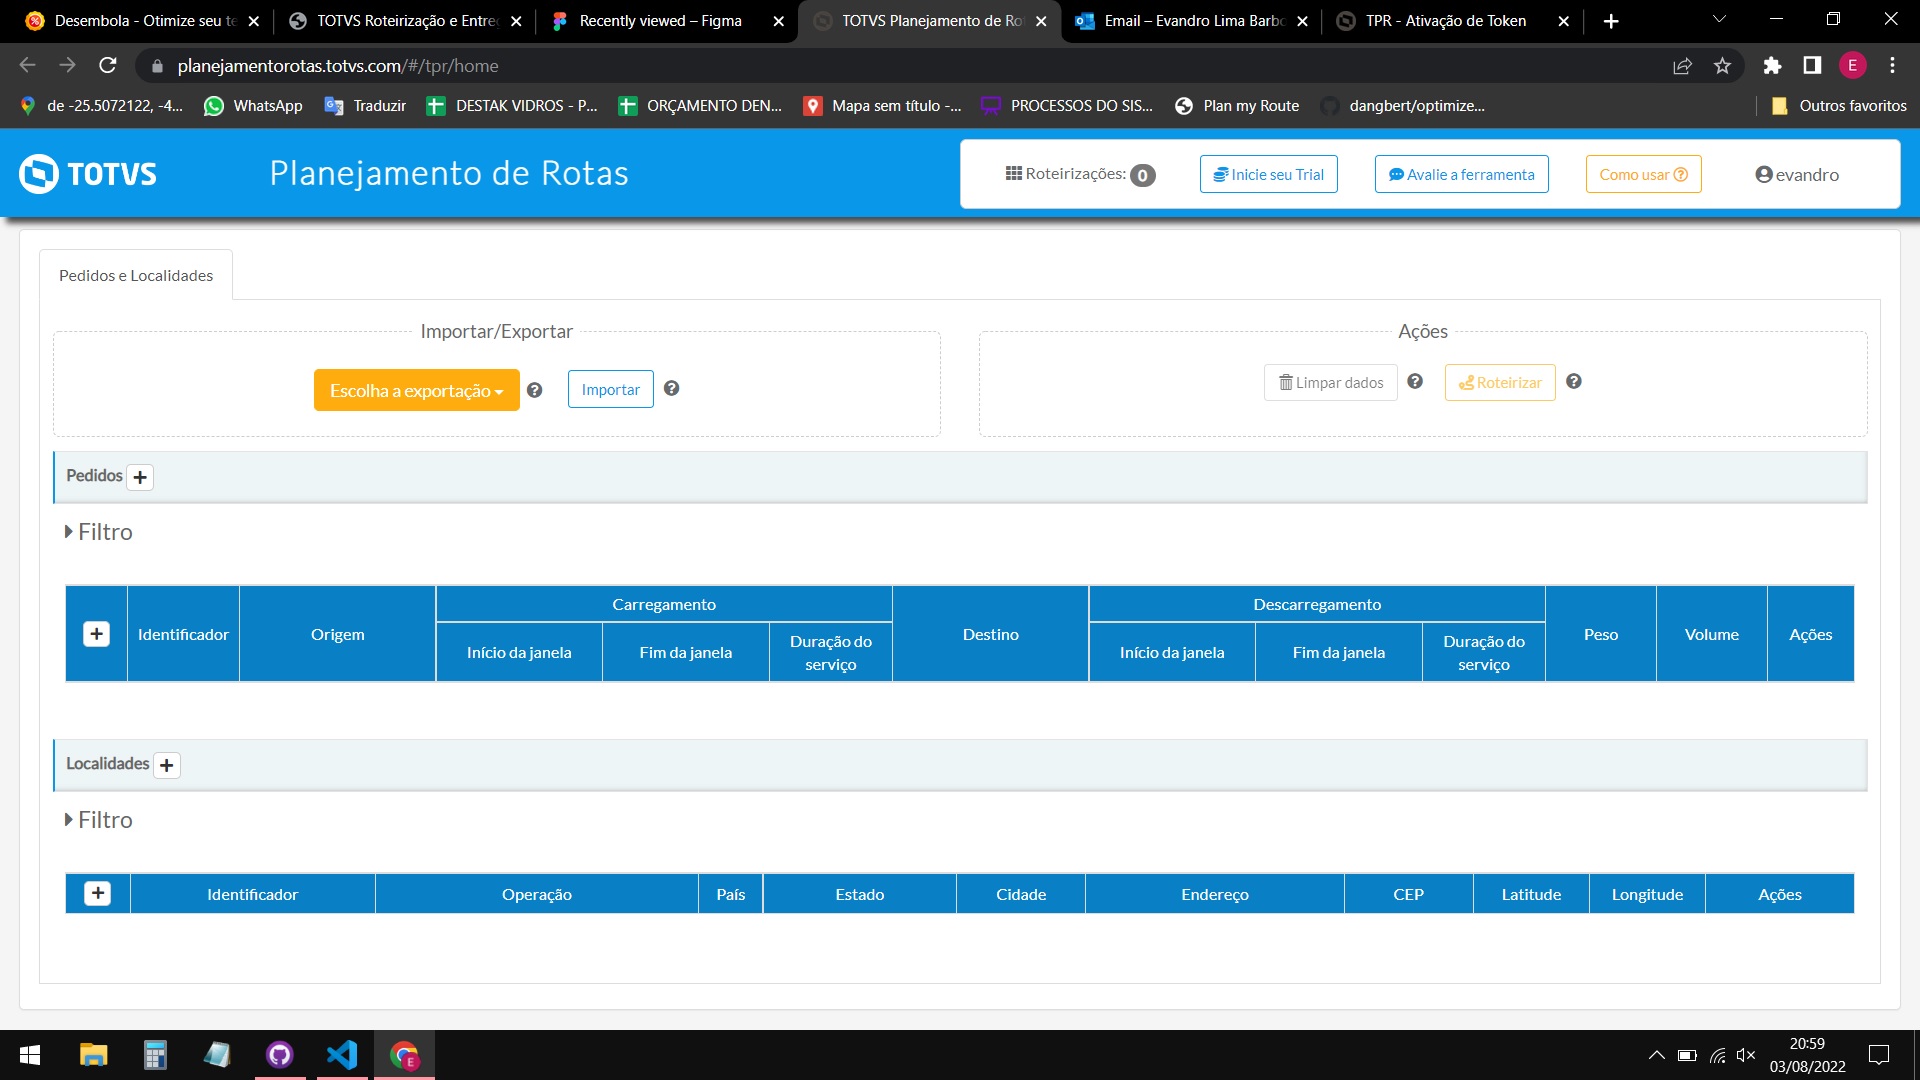 Desembola - Otimize seu te
TOTVS Roteirização e Entre
Recently viewed – Figma
TOTVS Planejamento de Ro
Email – Evandro Lima Barbo
TPR - Ativação de Token
planejamentorotas.totvs.com/#/tpr/home
E
de -25.5072122, -4...
WhatsApp
Traduzir
DESTAK VIDROS - P...
ORÇAMENTO DEN...
Mapa sem título -...
PROCESSOS DO SIS...
Plan my Route
dangbert/optimize...
Outros favoritos
TOTVS
Planejamento de Rotas
Roteirizações: 0
Inicie seu Trial
Avalie a ferramenta
Como usar
evandro
Pedidos e Localidades
Importar/Exportar
Ações
Escolha a exportação
Importar
Limpar dados
Roteirizar
Pedidos
Filtro
Identificador
Origem
Carregamento
Início da janela
Fim da janela
Duração do
serviço
Destino
Descarregamento
Início da janela
Fim da janela
Duração do
serviço
Peso
Volume
Ações
Localidades
Filtro
Identificador
Operação
País
Estado
Cidade
Endereço
CEP
Latitude
Longitude
Ações
20:59
03/08/2022